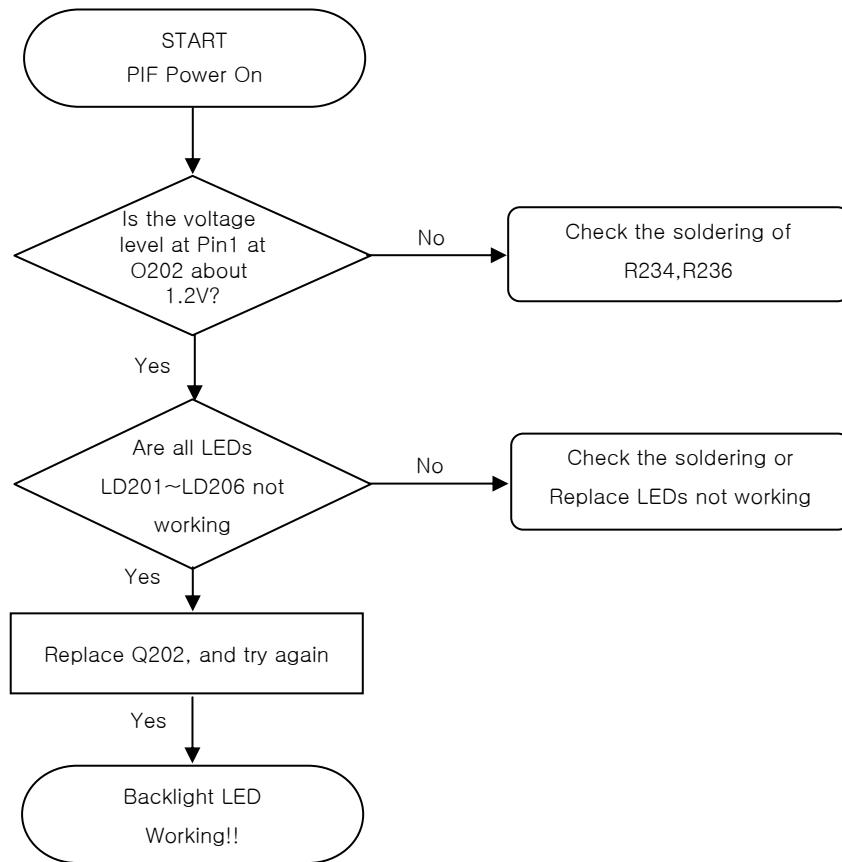 START
PIF Power On
Is the voltage
level at Pin1 at
O202 about
1.2V?
No
Check the soldering of
R234,R236
Yes
Are all LEDs
LD201~LD206 not
working
No
Check the soldering or
Replace LEDs not working
Yes
Replace Q202, and try again
Yes
Backlight LED
Working!!